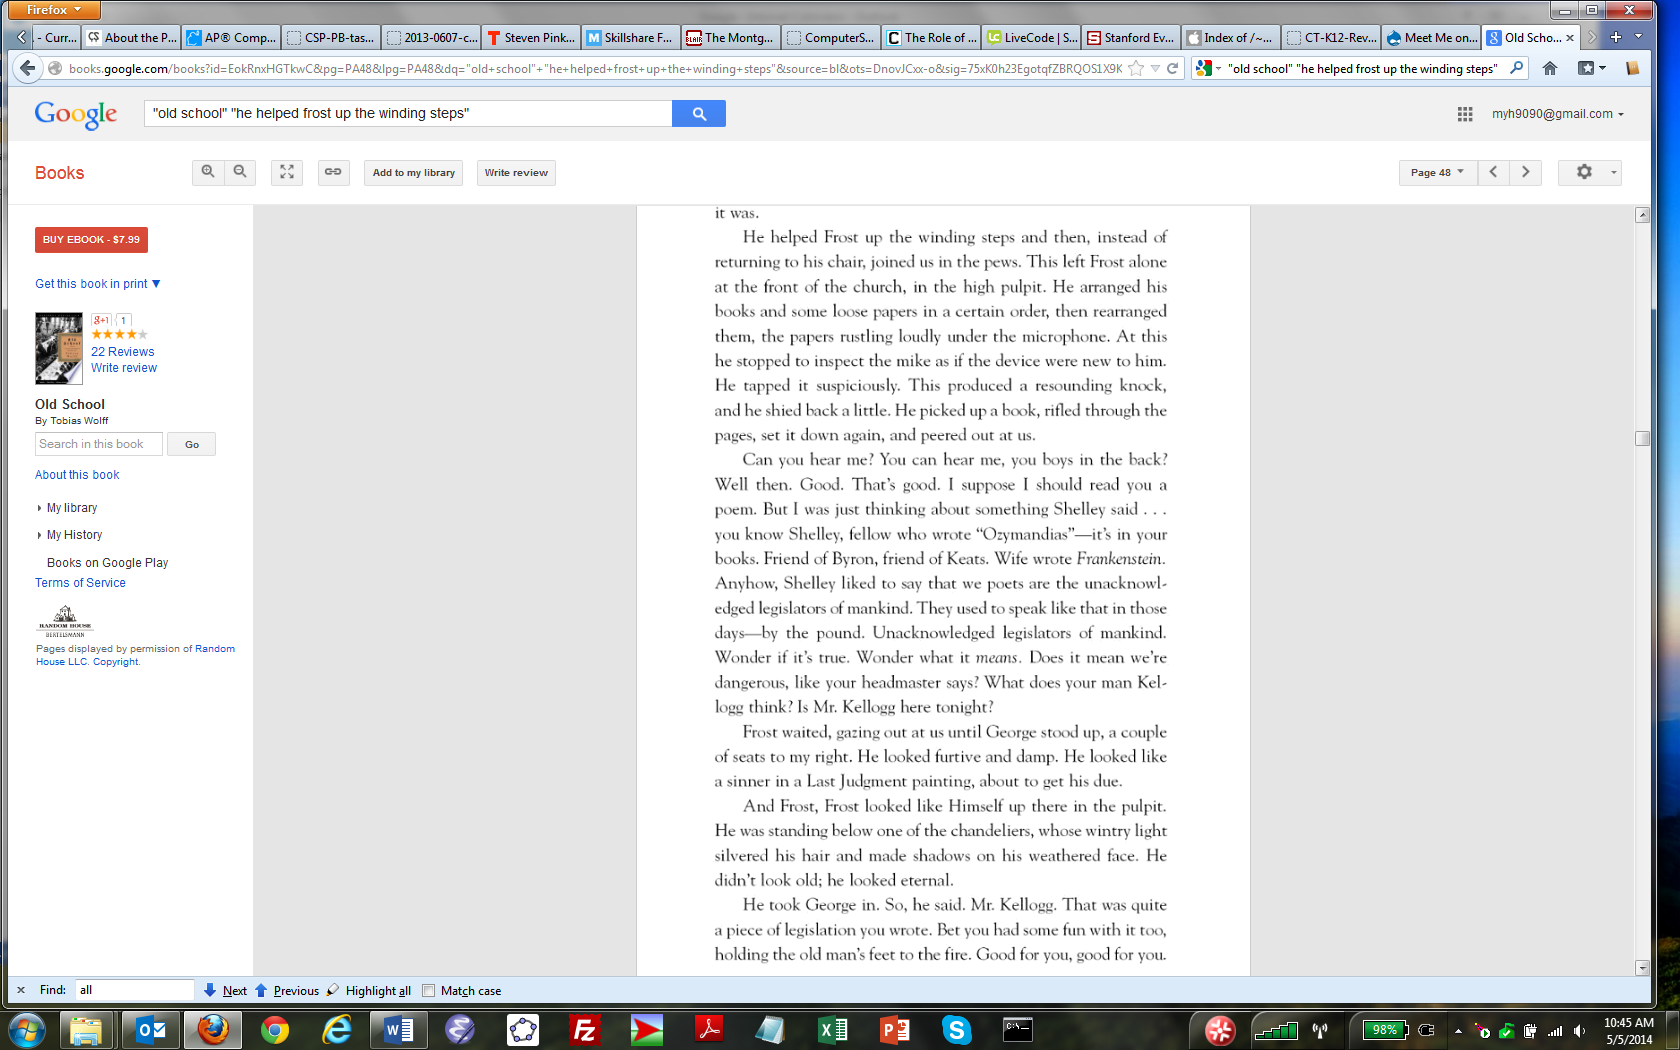 Firefox
. - Curr...
About the P...
AP® Comp...
CSP-PB-tas...
2013-0607-c...
Steven Pink...
Skillshare F...
The Montg...
ComputerS...
The Role of ...
LiveCode | S...
Stanford Ev...
Index of /~...
CT-K12-Rev...
Meet Me on...
Old Scho...
books.google.com/books?id=EokRnxHGTkwC&pg=PA48&lpg=PA48&dq="old+school"+"he+helped+frost+up+the+winding+steps"&source=bl&ots=DnovJCxx-o&sig=75xK0h23EgotqfZBRQOS1X9K
"old school" "he helped frost up the winding steps"
Google
"old school" "he helped frost up the winding steps"
myh9090@gmail.com
Books
Add to my library
Write review
Page 48
BUY EBOOK - $7.99
Get this book in print ▼
g+1 1
22 Reviews
Write review
Old School
By Tobias Wolff
Search in this book
Go
About this book
My library
My History
Books on Google Play
Terms of Service
RANDOM HOUSE
BERTELSMANN
Pages displayed by permission of Random
House LLC. Copyright.
it was.
He helped Frost up the winding steps and then, instead of
returning to his chair, joined us in the pews. This left Frost alone
at the front of the church, in the high pulpit. He arranged his
books and some loose papers in a certain order, then rearranged
them, the papers rustling loudly under the microphone. At this
he stopped to inspect the mike as if the device were new to him.
He tapped it suspiciously. This produced a resounding knock,
and he shied back a little. He picked up a book, rifled through the
pages, set it down again, and peered out at us.
Can you hear me? You can hear me, you boys in the back?
Well then. Good. That's good. I suppose I should read you a
poem. But I was just thinking about something Shelley said . . .
you know Shelley, fellow who wrote “Ozymandias”—it's in your
books. Friend of Byron, friend of Keats. Wife wrote Frankenstein.
Anyhow, Shelley liked to say that we poets are the unacknowl-
edged legislators of mankind. They used to speak like that in those
days—by the pound. Unacknowledged legislators of mankind.
Wonder if it's true. Wonder what it means. Does it mean we're
dangerous, like your headmaster says? What does your man Kel-
logg think? Is Mr. Kellogg here tonight?
Frost waited, gazing out at us until George stood up, a couple
of seats to my right. He looked furtive and damp. He looked like
a sinner in a Last Judgment painting, about to get his due.
And Frost, Frost looked like Himself up there in the pulpit.
He was standing below one of the chandeliers, whose wintry light
silvered his hair and made shadows on his weathered face. He
didn't look old; he looked eternal.
He took George in. So, he said. Mr. Kellogg. That was quite
a piece of legislation you wrote. Bet you had some fun with it too,
holding the old man's feet to the fire. Good for you, good for you.
Find: all Next Previous Highlight all Match case
98%
10:45 AM
5/5/2014